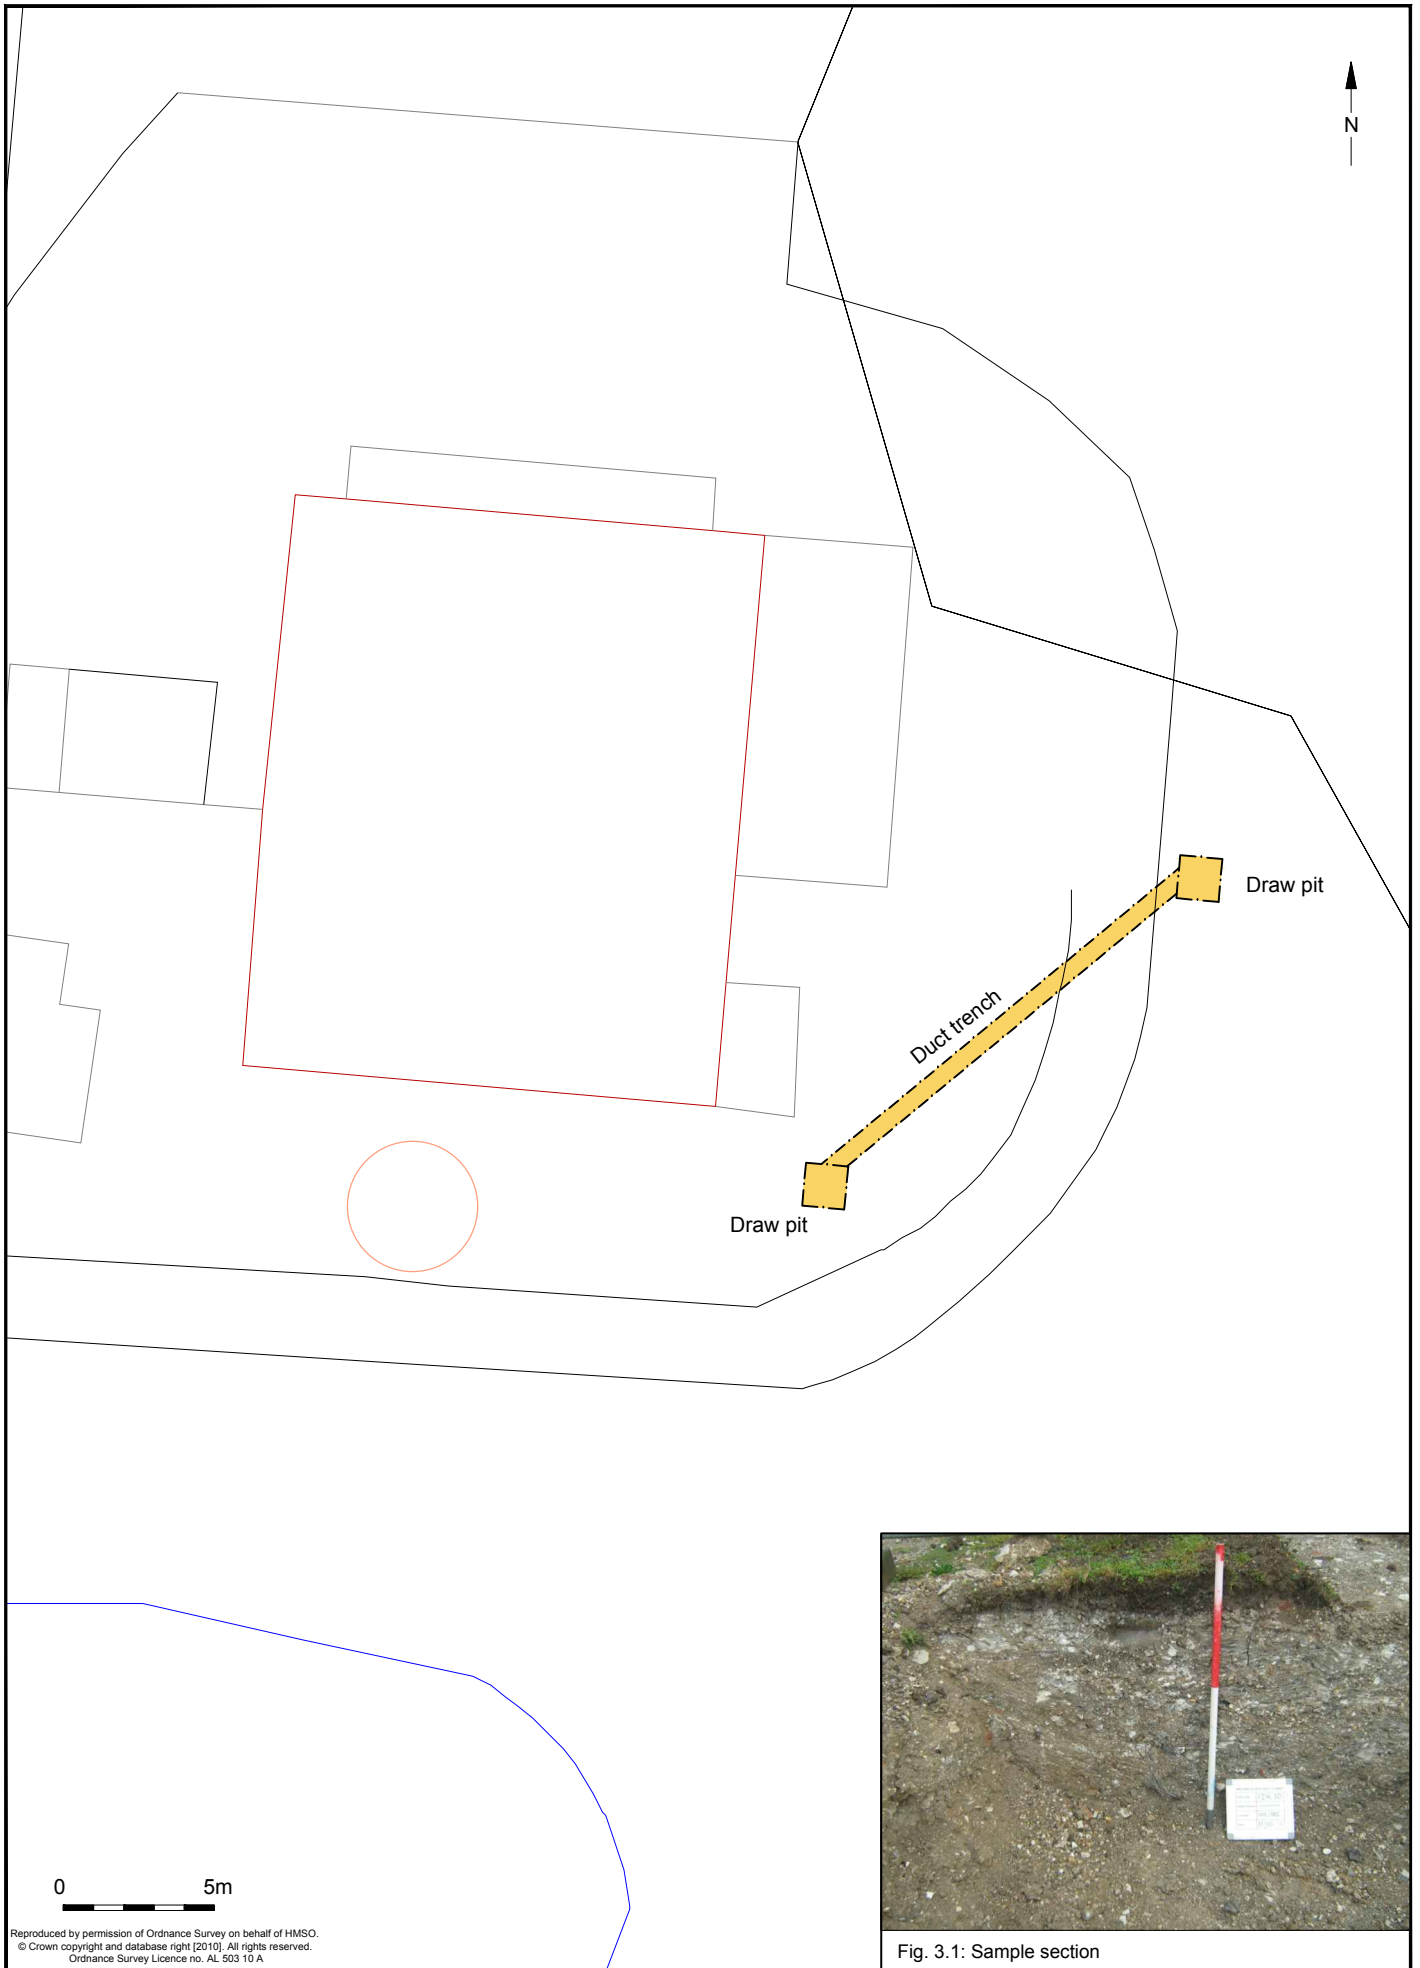 N
Draw pit
Duct trench
Draw pit
0 5m
Reproduced by permission of Ordnance Survey on behalf of HMSO.
© Crown copyright and database right [2010]. All rights reserved.
Ordnance Survey Licence no. AL 503 10 A
Fig. 3.1: Sample section